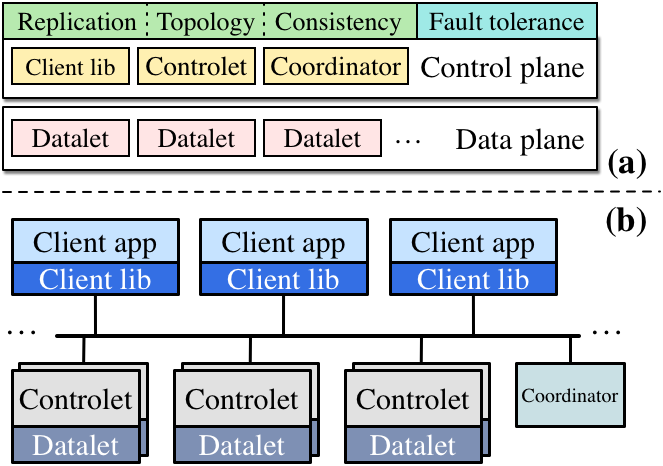 Replication Topology Consistency Fault tolerance
Client lib Controlet Coordinator Control plane
Datalet Datalet Datalet ... Data plane
(a)
(b)
Client app Client app Client app
Client lib Client lib Client lib
... ...
Controlet Controlet Controlet Coordinator
Datalet Datalet Datalet